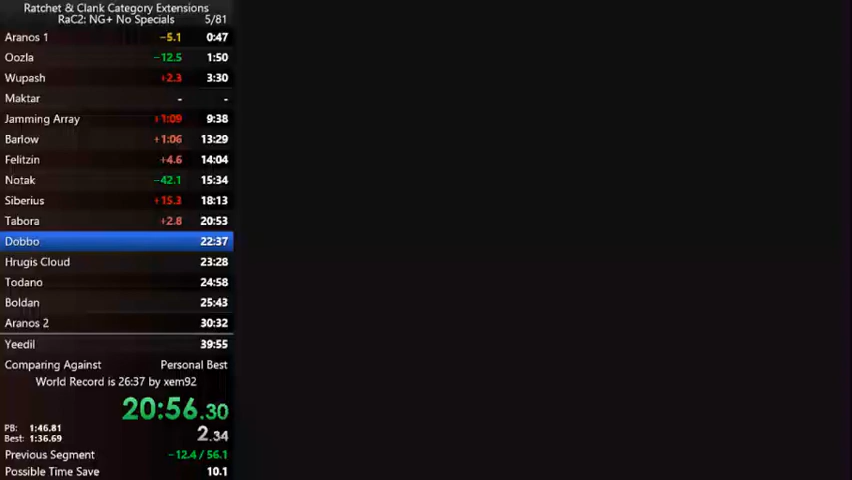 Ratchet & Clank Category Extensions
RaC2: NG+ No Specials 5/81
Aranos 1 −5.1 0:47
Oozla −12.5 1:50
Wupash +2.3 3:30
Maktar - -
Jamming Array +1:09 9:38
Barlow +1:06 13:29
Felitzin +4.6 14:04
Notak −42.1 15:34
Siberius +15.3 18:13
Tabora +2.8 20:53
Dobbo 22:37
Hrugis Cloud 23:28
Todano 24:58
Boldan 25:43
Aranos 2 30:32
Yeedil 39:55
Comparing Against Personal Best
World Record is 26:37 by xem92
20:56.30
PB: 1:46.81
Best: 1:36.69
2.34
Previous Segment −12.4 / 56.1
Possible Time Save 10.1